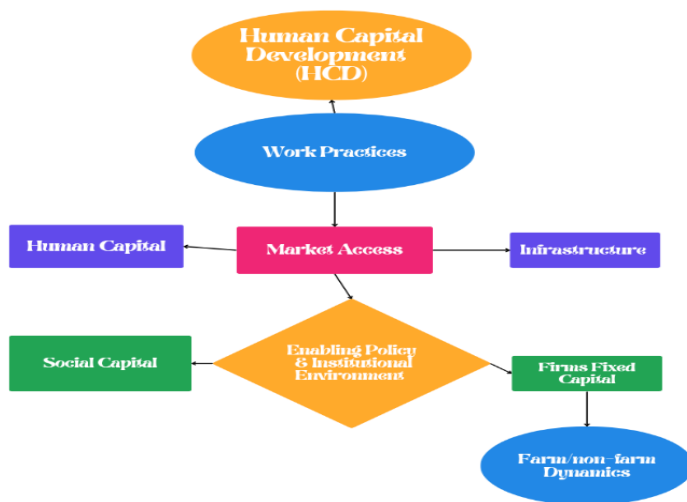 Human Capital
Development
(HCD)
Work Practices
Human Capital
Market Access
Infrastructure
Social Capital
Enabling Policy
& Institutional
Environment
Firms Fixed
Capital
Farm/non-farm
Dynamics